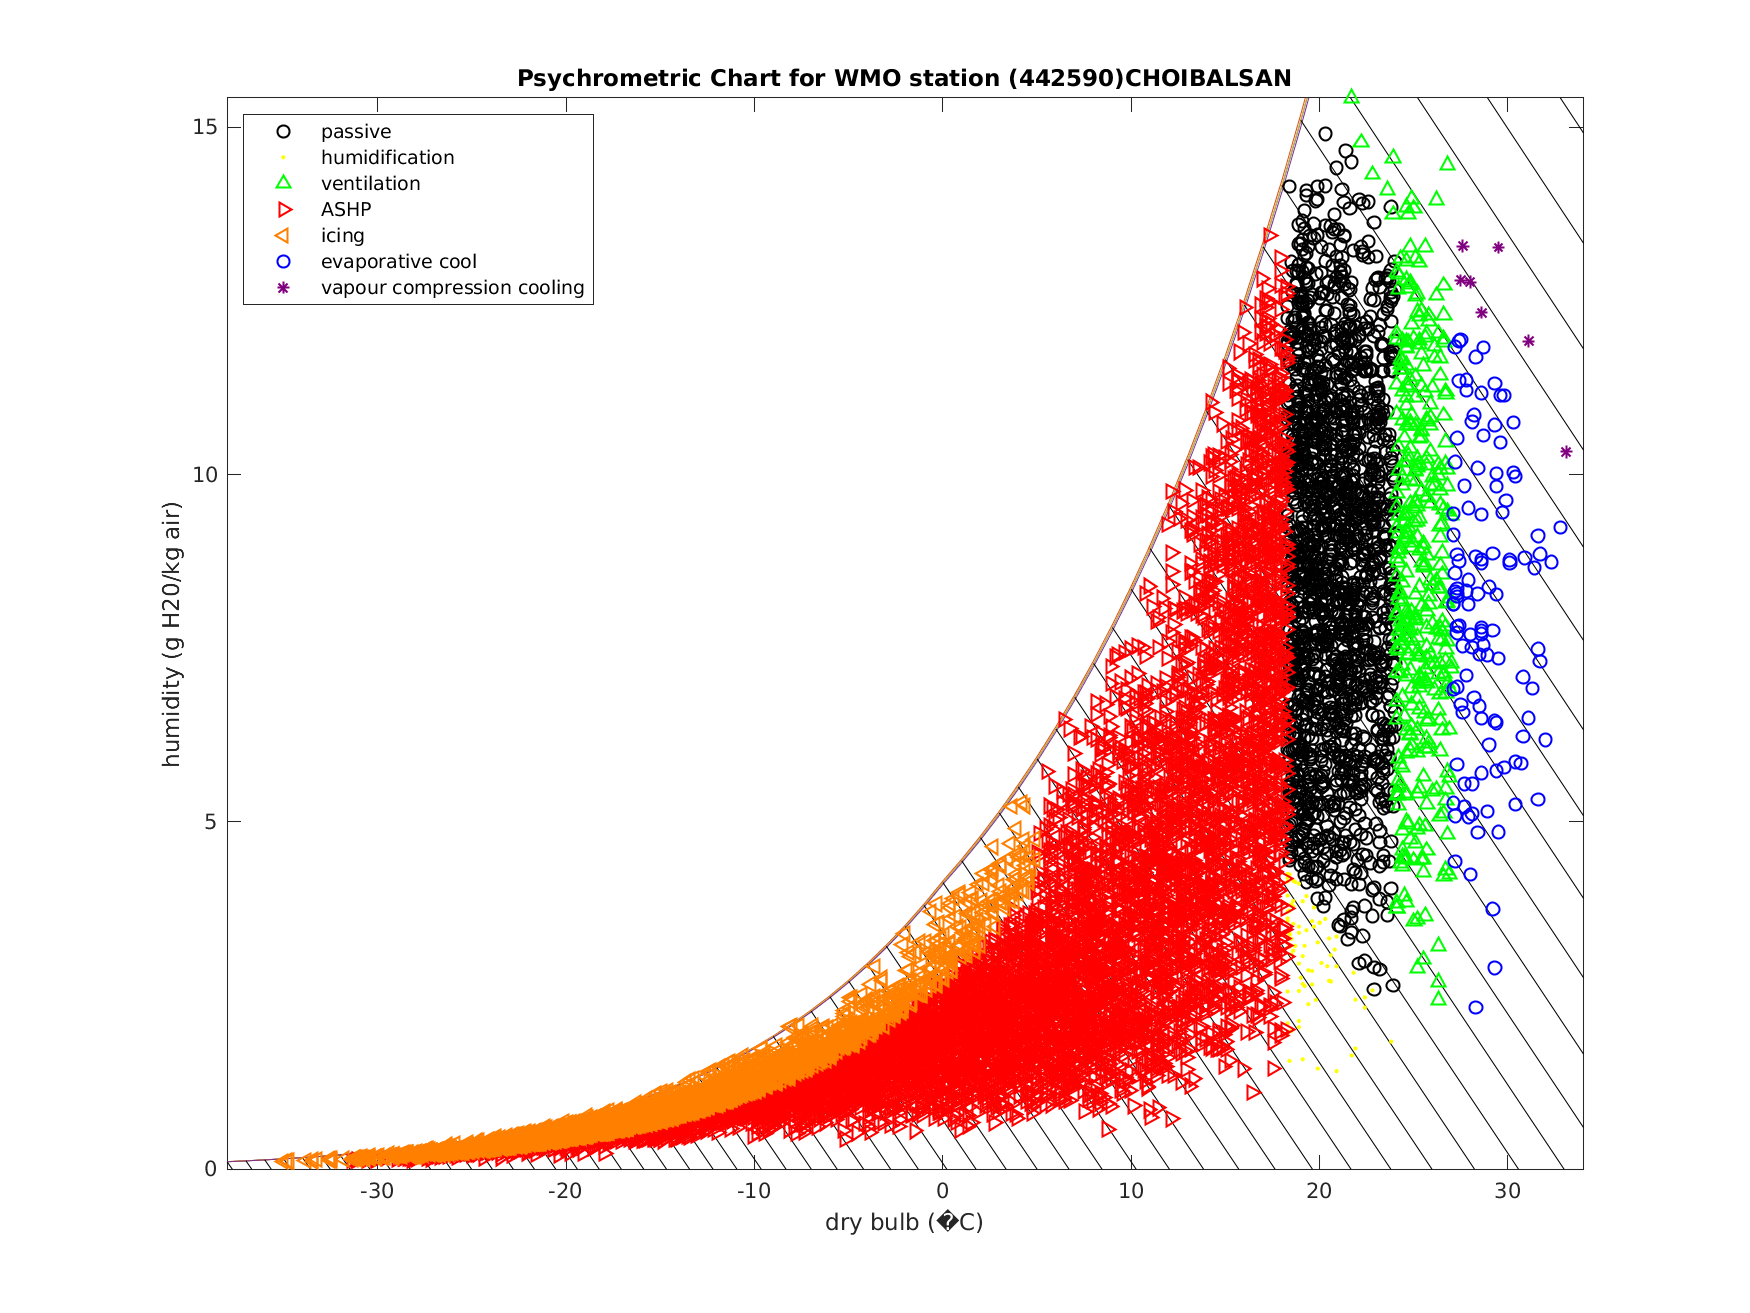 Psychrometric Chart for WMO station (442590)CHOIBALSAN
passive
humidification
ventilation
ASHP
icing
evaporative cool
vapour compression cooling
15
10
5
0
humidity (g H20/kg air)
-30 -20 -10 0 10 20 30
dry bulb (�C)